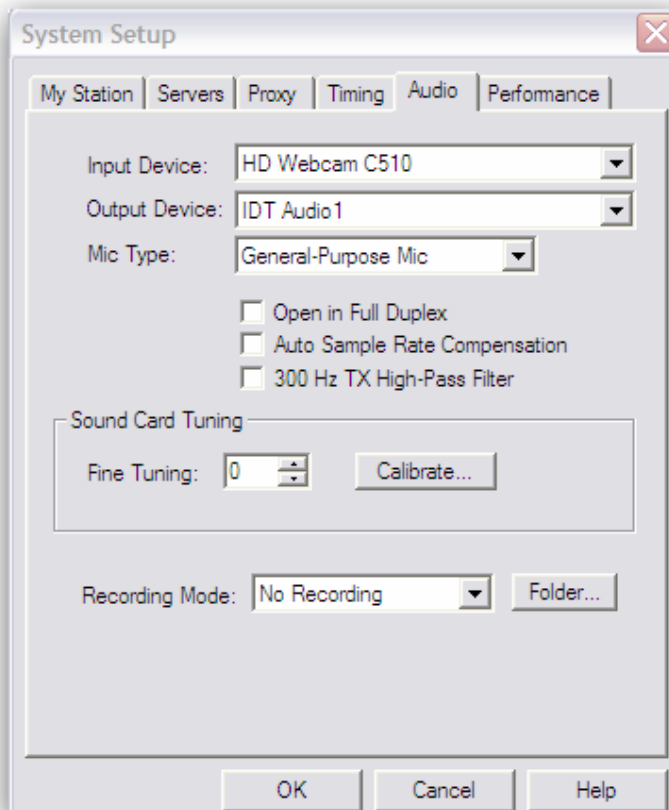 System Setup
My Station Servers Proxy Timing Audio Performance
Input Device: HD Webcam C510
Output Device: IDT Audio1
Mic Type: General-Purpose Mic
Open in Full Duplex
Auto Sample Rate Compensation
300 Hz TX High-Pass Filter
Sound Card Tuning
Fine Tuning: 0 Calibrate...
Recording Mode: No Recording Folder...
OK Cancel Help